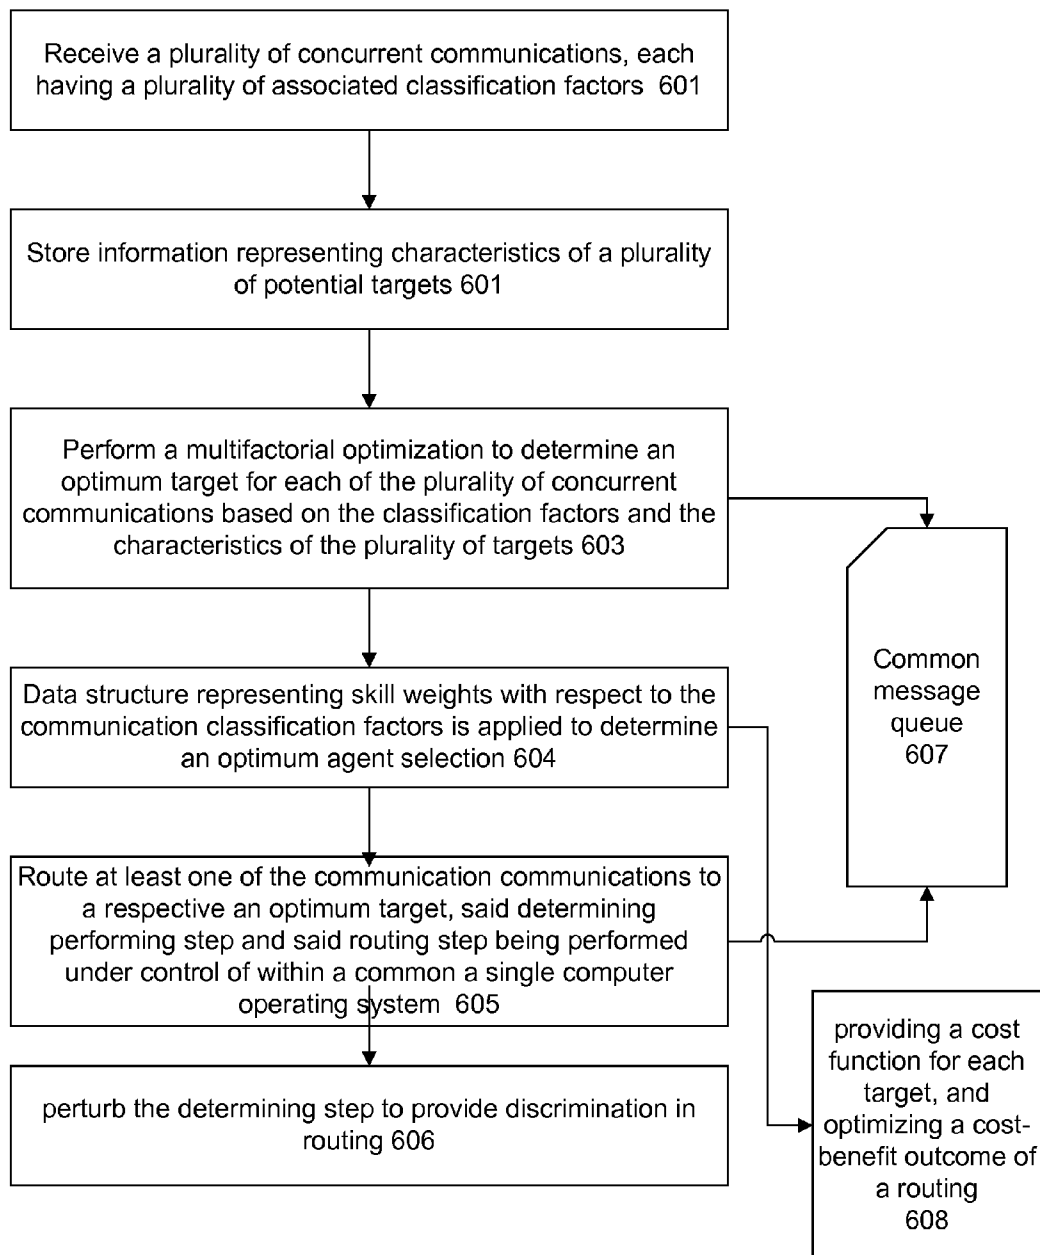 Receive a plurality of concurrent communications, each
having a plurality of associated classification factors 601
Store information representing characteristics of a plurality
of potential targets 601
Perform a multifactorial optimization to determine an
optimum target for each of the plurality of concurrent
communications based on the classification factors and the
characteristics of the plurality of targets 603
Data structure representing skill weights with respect to the
communication classification factors is applied to determine
an optimum agent selection 604
Route at least one of the communication communications to
a respective an optimum target, said determining
performing step and said routing step being performed
under control of within a common a single computer
operating system 605
perturb the determining step to provide discrimination in
routing 606
Common
message
queue
607
providing a cost
function for each
target, and
optimizing a cost-
benefit outcome of
a routing
608